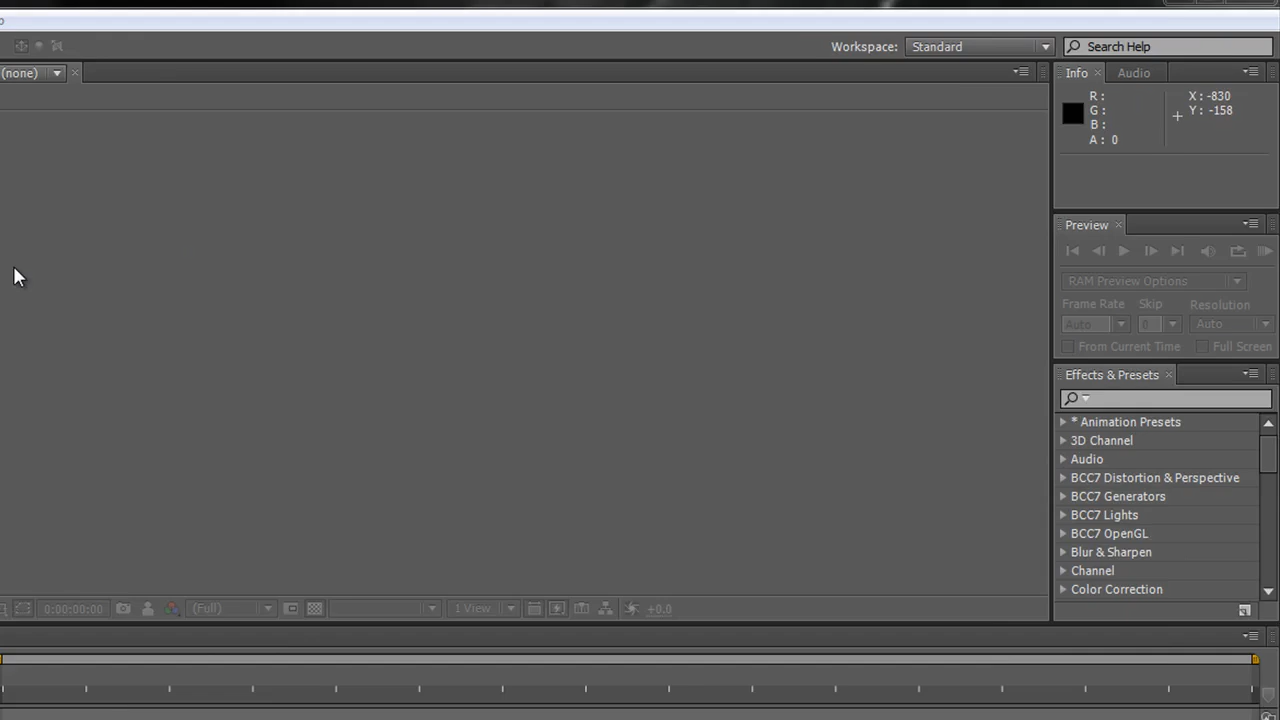 Workspace: Standard Search Help
(none)
Info Audio
R : X : -830
G : Y : -158
B :
A : 0
Preview
RAM Preview Options
Frame Rate Skip Resolution
Auto 0 Auto
From Current Time Full Screen
Effects & Presets
* Animation Presets
3D Channel
Audio
BCC7 Distortion & Perspective
BCC7 Generators
BCC7 Lights
BCC7 OpenGL
Blur & Sharpen
Channel
Color Correction
0:00:00:00 (Full) 1 View +0.0